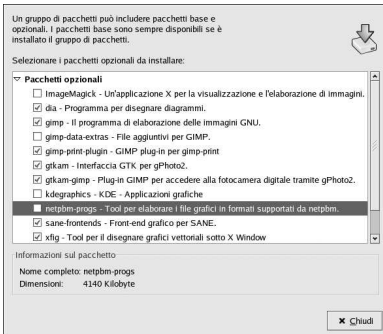 Un gruppo di pacchetti può includere pacchetti base e
opzionali. I pacchetti base sono sempre disponibili se è
installato il gruppo di pacchetti.
Selezionare i pacchetti opzionali da installare:
Pacchetti opzionali
ImageMagick - Un'applicazione X per la visualizzazione e l'elaborazione di immagini.
dia - Programma per disegnare diagrammi.
gimp - Il programma di elaborazione delle immagini GNU.
gimp-data-extras - File aggiuntivi per GIMP.
gimp-print-plugin - GIMP plug-in per gimp-print
gtkam - Interfaccia GTK per gPhoto2.
gtkam-gimp - Plug-in GIMP per accedere alla fotocamera digitale tramite gPhoto2.
kdegraphics - KDE - Applicazioni grafiche
netpbm-progs - Tool per elaborare i file grafici in formati supportati da netpbm.
sane-frontends - Front-end grafico per SANE.
xfig - Tool per il disegnare grafici vettoriali sotto X Window
Informazioni sul pacchetto
Nome completo: netpbm-progs
Dimensioni: 4140 Kilobyte
Chiudi